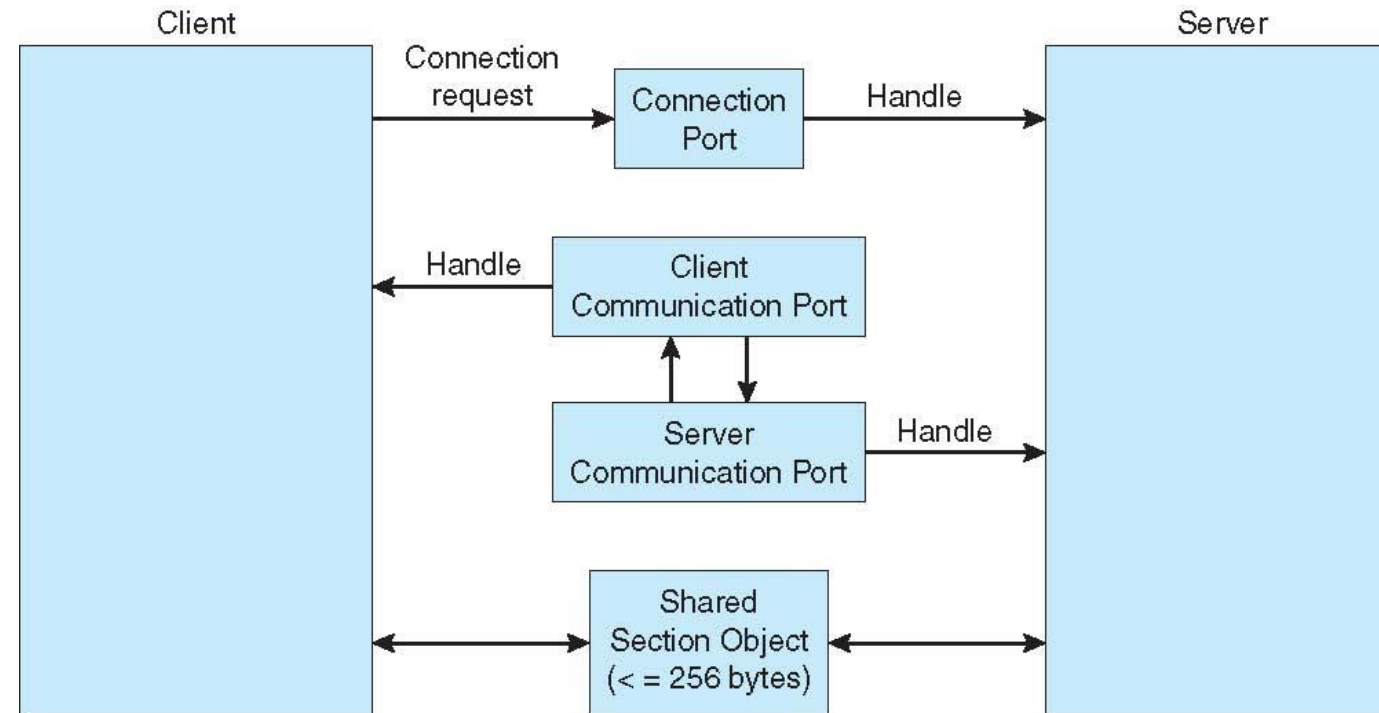 Client
Server
Connection
request
Connection
Port
Handle
Handle
Client
Communication Port
Server
Communication Port
Handle
Shared
Section Object
(< = 256 bytes)